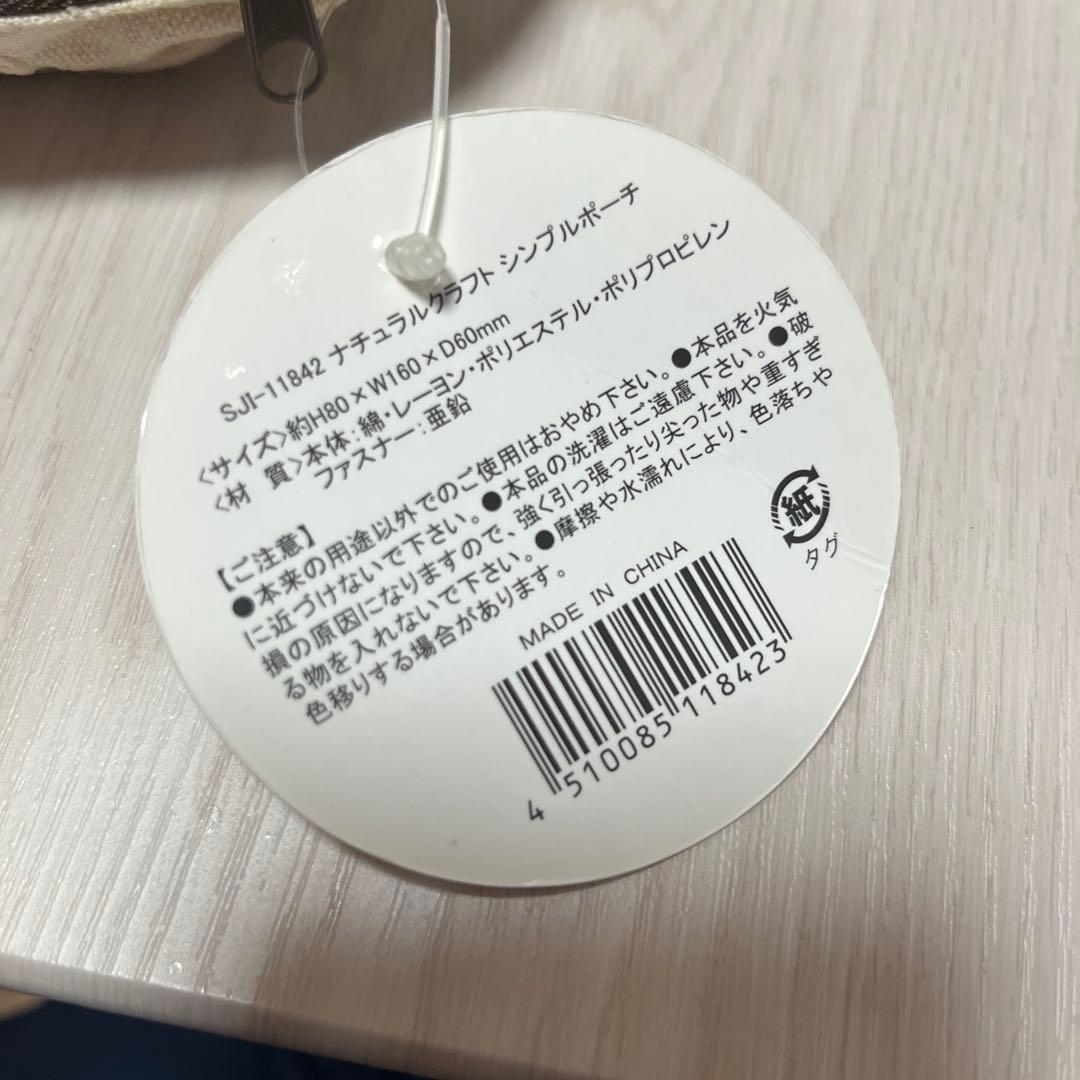 SJI-11842 ナチュラルクラフト シンプルポーチ
〈サイズ〉約H80×W160×D60mm
〈材　質〉本体：綿・レーヨン・ポリエステル・ポリプロピレン
ファスナー：亜鉛
【ご注意】
●本来の用途以外でのご使用はおやめ下さい。●本品を火気
に近づけないで下さい。●本品の洗濯はご遠慮下さい。●破
損の原因になりますので、強く引っ張ったり尖った物や重すぎ
る物を入れないで下さい。●摩擦や水濡れにより、色落ちや
色移りする場合があります。
紙
タグ
MADE IN CHINA
4 510085 118423